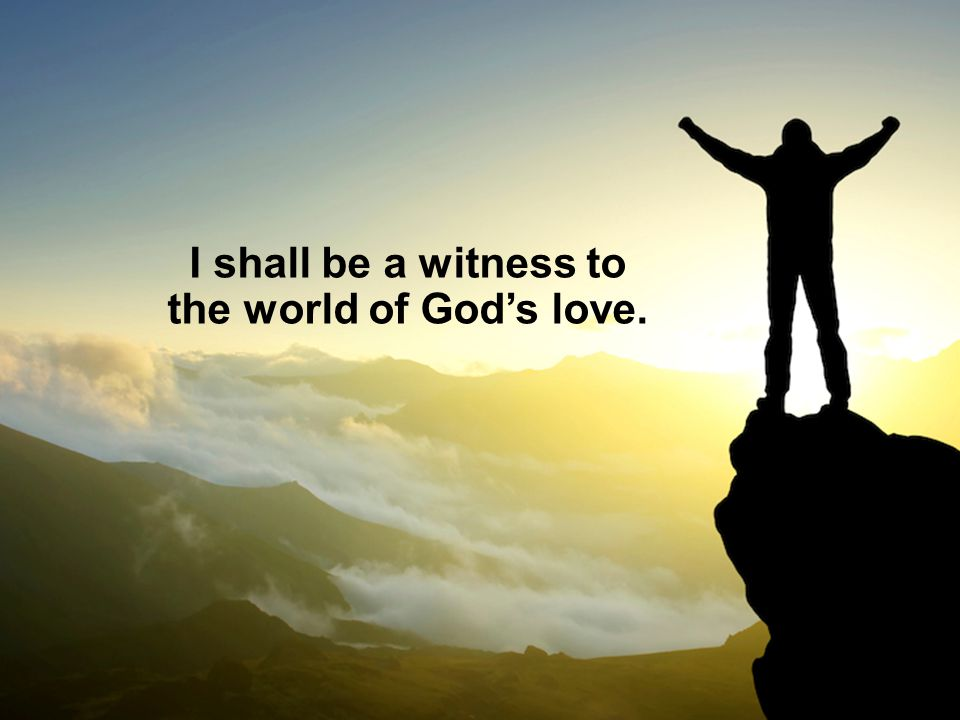 I shall be a witness to
the world of God’s love.